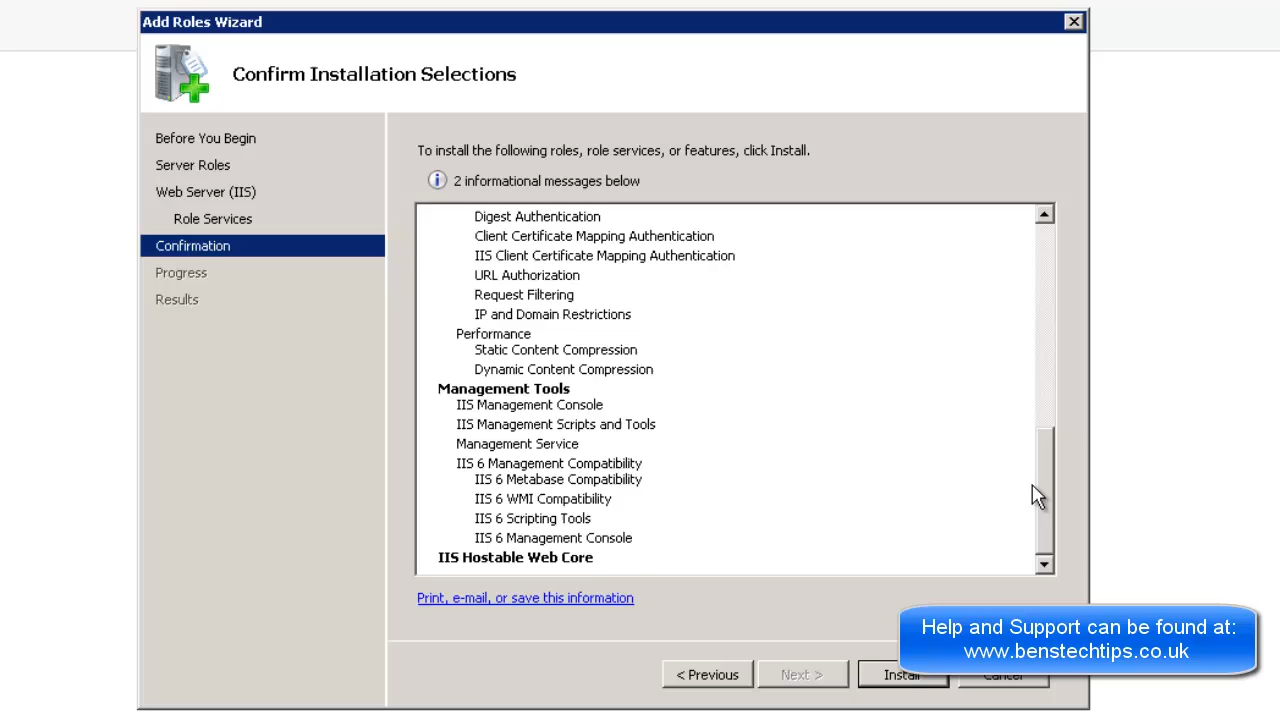 Add Roles Wizard
Confirm Installation Selections
Before You Begin
Server Roles
Web Server (IIS)
Role Services
Confirmation
Progress
Results
To install the following roles, role services, or features, click Install.
2 informational messages below
Digest Authentication
Client Certificate Mapping Authentication
IIS Client Certificate Mapping Authentication
URL Authorization
Request Filtering
IP and Domain Restrictions
Performance
Static Content Compression
Dynamic Content Compression
Management Tools
IIS Management Console
IIS Management Scripts and Tools
Management Service
IIS 6 Management Compatibility
IIS 6 Metabase Compatibility
IIS 6 WMI Compatibility
IIS 6 Scripting Tools
IIS 6 Management Console
IIS Hostable Web Core
Print, e-mail, or save this information
Help and Support can be found at:
www.benstechtips.co.uk
< Previous
Next >
Install
Cancel